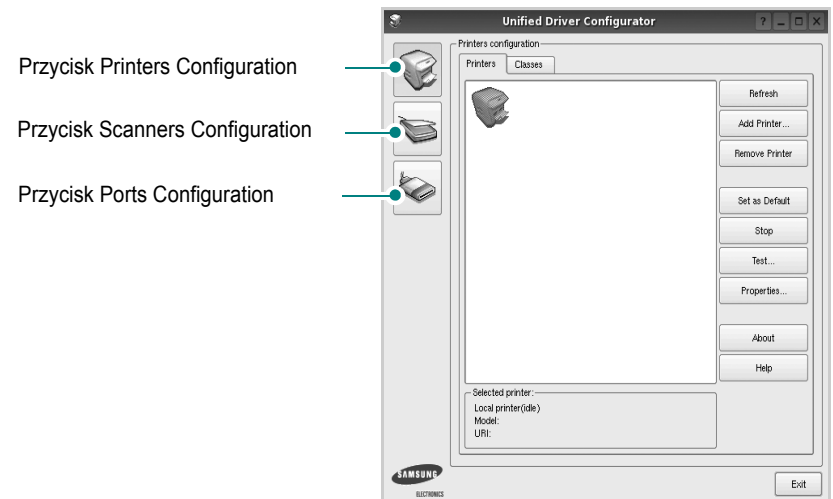 Unified Driver Configurator
Przycisk Printers Configuration
Przycisk Scanners Configuration
Przycisk Ports Configuration
Printers configuration
Printers
Classes
Refresh
Add Printer...
Remove Printer
Set as Default
Stop
Test...
Properties...
About
Help
Selected printer:
Local printer(idle)
Model:
URI:
SAMSUNG
ELECTRONICS
Exit